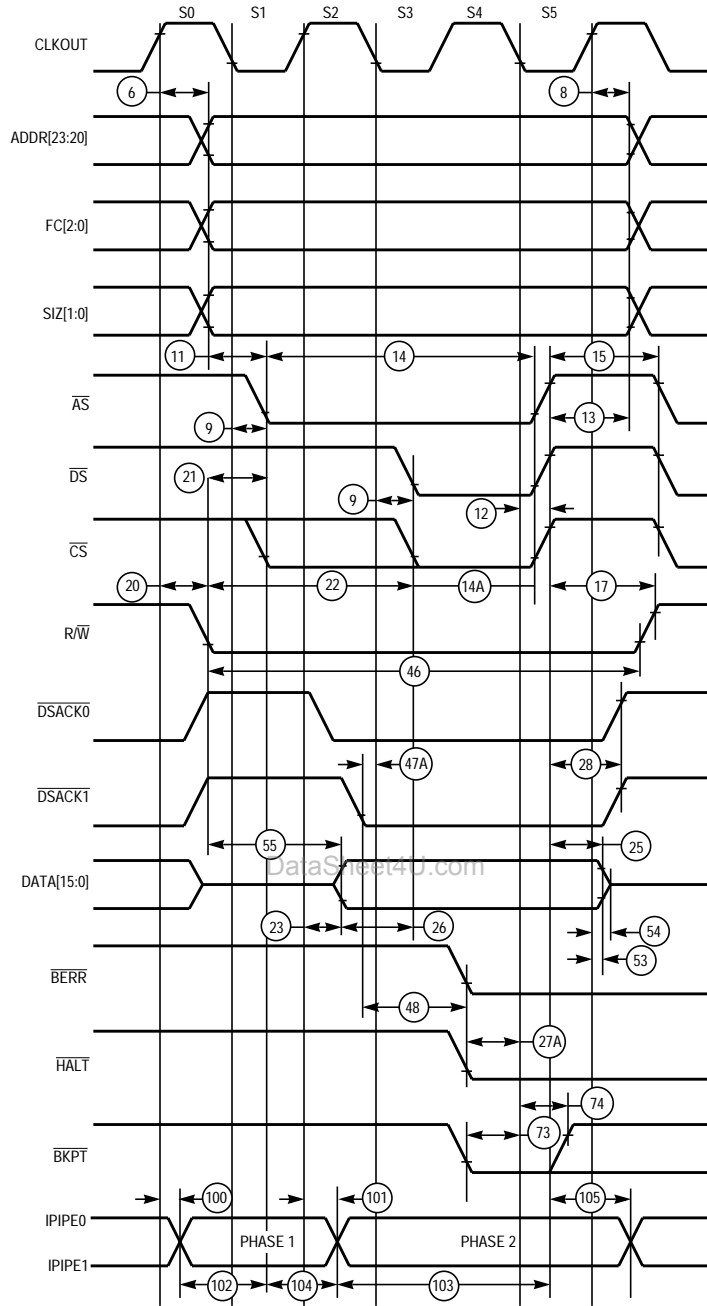 S0 S1 S2 S3 S4 S5
CLKOUT
6 8
ADDR[23:20]
FC[2:0]
SIZ[1:0]
11 14 15
AS
9 13
DS
21
9
12
CS
20 22 14A 17
R/W
46
DSACK0
47A 28
DSACK1
55 25
DataSheet4U.com
DATA[15:0]
23 26 54
53
BERR
48
27A
HALT
74
73
BKPT
100 101 105
IPIPE0
PHASE 1 PHASE 2
IPIPE1
102 104 103